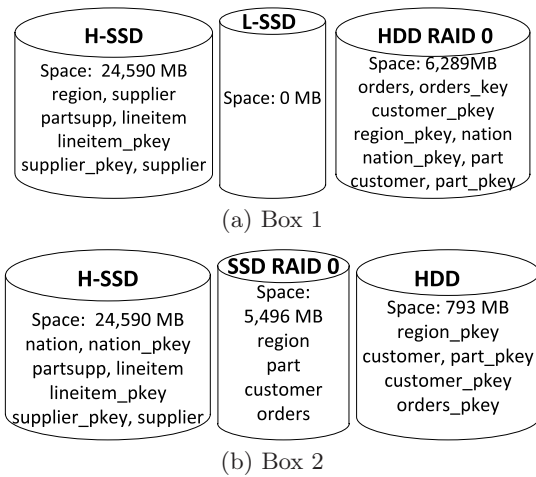 H-SSD
Space: 24,590 MB
region, supplier
partsupp, lineitem
lineitem_pkey
supplier_pkey, supplier
L-SSD
Space: 0 MB
HDD RAID 0
Space: 6,289MB
orders, orders_key
customer_pkey
region_pkey, nation
nation_pkey, part
customer, part_pkey
(a) Box 1
H-SSD
Space: 24,590 MB
nation, nation_pkey
partsupp, lineitem
lineitem_pkey
supplier_pkey, supplier
SSD RAID 0
Space:
5,496 MB
region
part
customer
orders
HDD
Space: 793 MB
region_pkey
customer, part_pkey
customer_pkey
orders_pkey
(b) Box 2